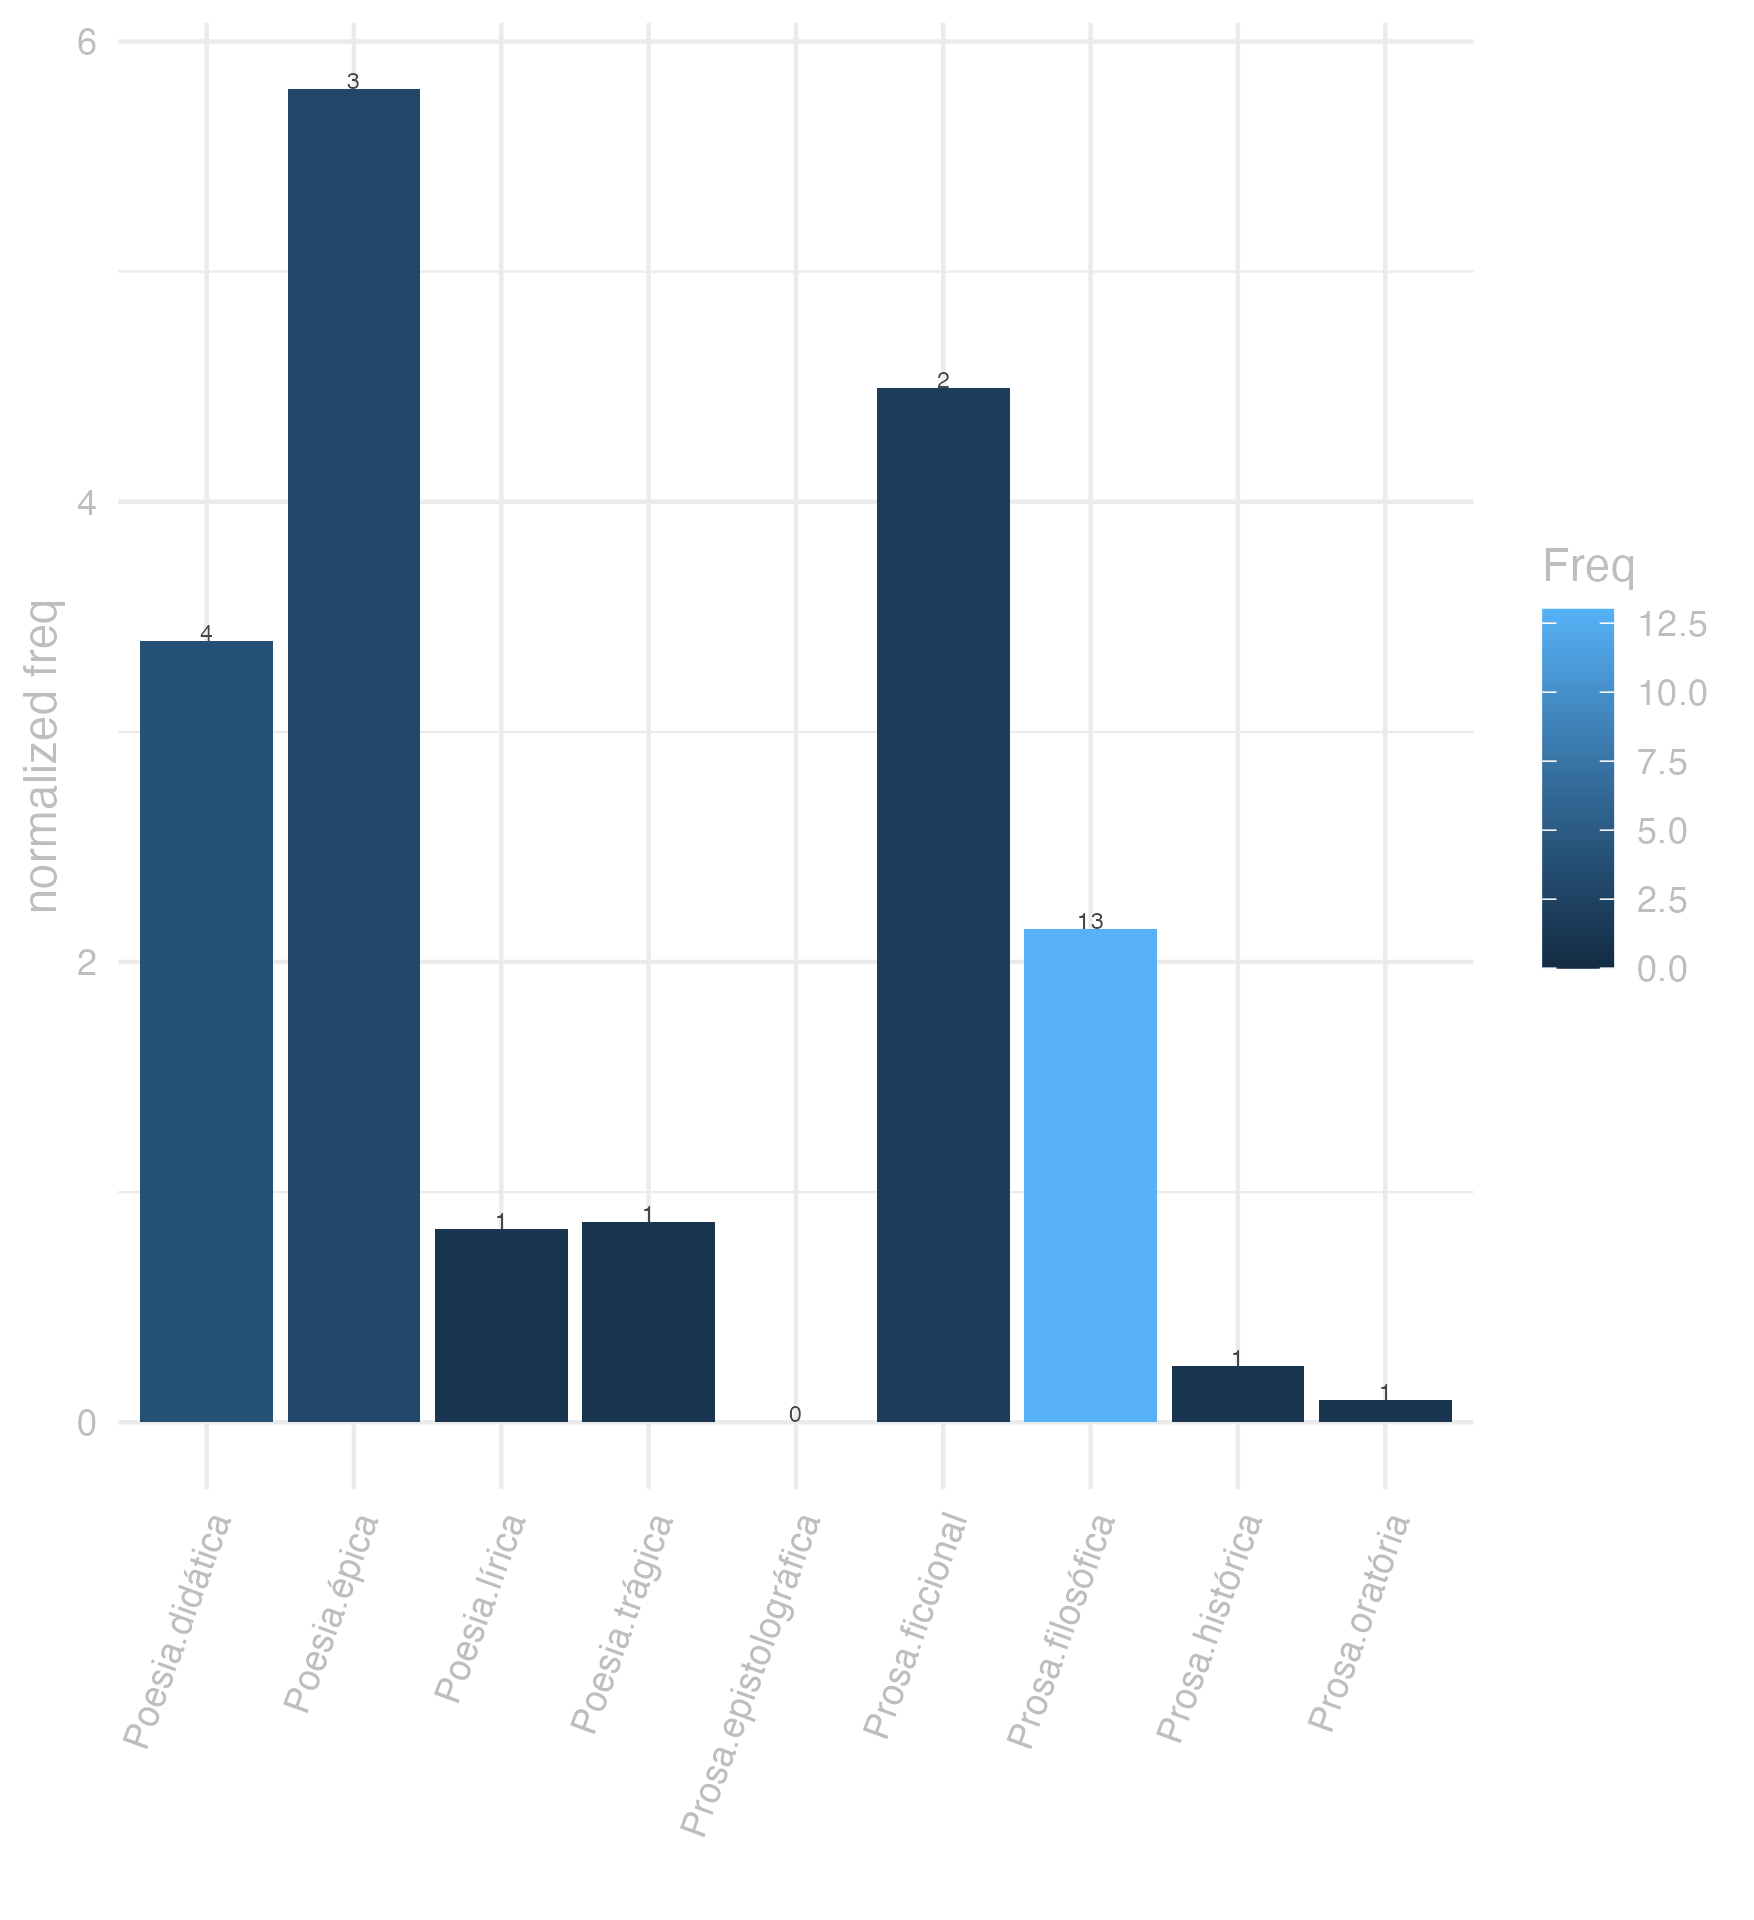 6
4
2
0
normalized freq
4
3
1
1
0
2
13
1
1
Poesia.didática
Poesia.épica
Poesia.lírica
Poesia.trágica
Prosa.epistolográfica
Prosa.ficcional
Prosa.filosófica
Prosa.histórica
Prosa.oratória
Freq
12.5
10.0
7.5
5.0
2.5
0.0